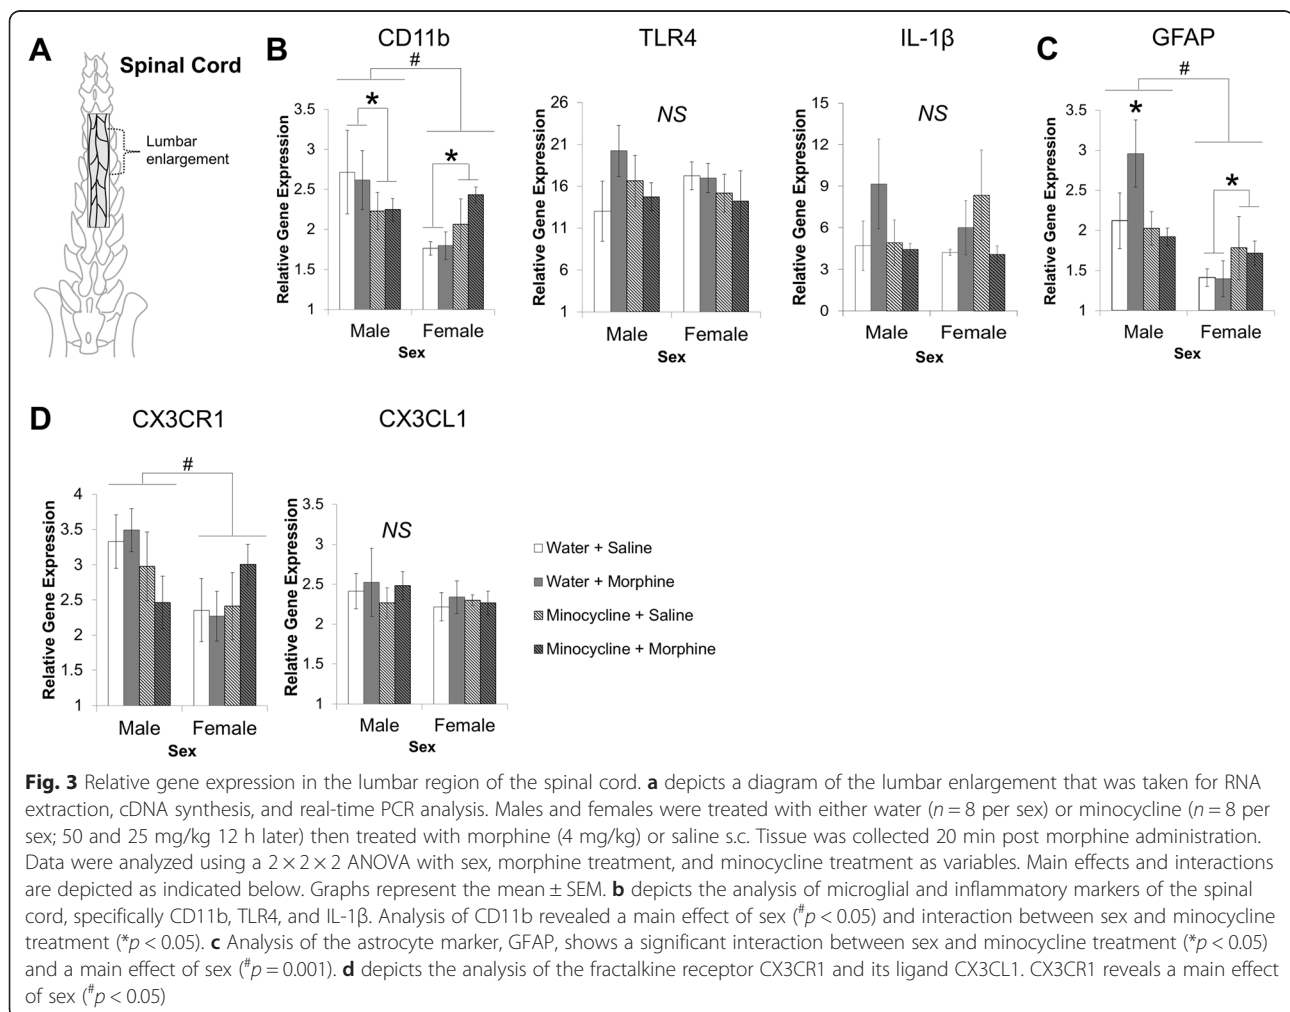 A
Spinal Cord
Lumbar
enlargement
B
CD11b
#
*
*
Relative Gene Expression
3.5
3
2.5
2
1.5
1
Male Female
Sex
TLR4
NS
Relative Gene Expression
26
21
16
11
6
1
Male Female
Sex
IL-1β
NS
Relative Gene Expression
15
12
9
6
3
0
Male Female
Sex
C
GFAP
#
*
*
Relative Gene Expression
3.5
3
2.5
2
1.5
1
Male Female
Sex
D
CX3CR1
#
Relative Gene Expression
4
3.5
3
2.5
2
1.5
1
Male Female
Sex
CX3CL1
NS
Relative Gene Expression
3.5
3
2.5
2
1.5
1
Male Female
Sex
Water + Saline
Water + Morphine
Minocycline + Saline
Minocycline + Morphine
Fig. 3 Relative gene expression in the lumbar region of the spinal cord. a depicts a diagram of the lumbar enlargement that was taken for RNA
extraction, cDNA synthesis, and real-time PCR analysis. Males and females were treated with either water (n = 8 per sex) or minocycline (n = 8 per
sex; 50 and 25 mg/kg 12 h later) then treated with morphine (4 mg/kg) or saline s.c. Tissue was collected 20 min post morphine administration.
Data were analyzed using a 2 × 2 × 2 ANOVA with sex, morphine treatment, and minocycline treatment as variables. Main effects and interactions
are depicted as indicated below. Graphs represent the mean ± SEM. b depicts the analysis of microglial and inflammatory markers of the spinal
cord, specifically CD11b, TLR4, and IL-1β. Analysis of CD11b revealed a main effect of sex (#p < 0.05) and interaction between sex and minocycline
treatment (*p < 0.05). c Analysis of the astrocyte marker, GFAP, shows a significant interaction between sex and minocycline treatment (*p < 0.05)
and a main effect of sex (#p = 0.001). d depicts the analysis of the fractalkine receptor CX3CR1 and its ligand CX3CL1. CX3CR1 reveals a main effect
of sex (#p < 0.05)